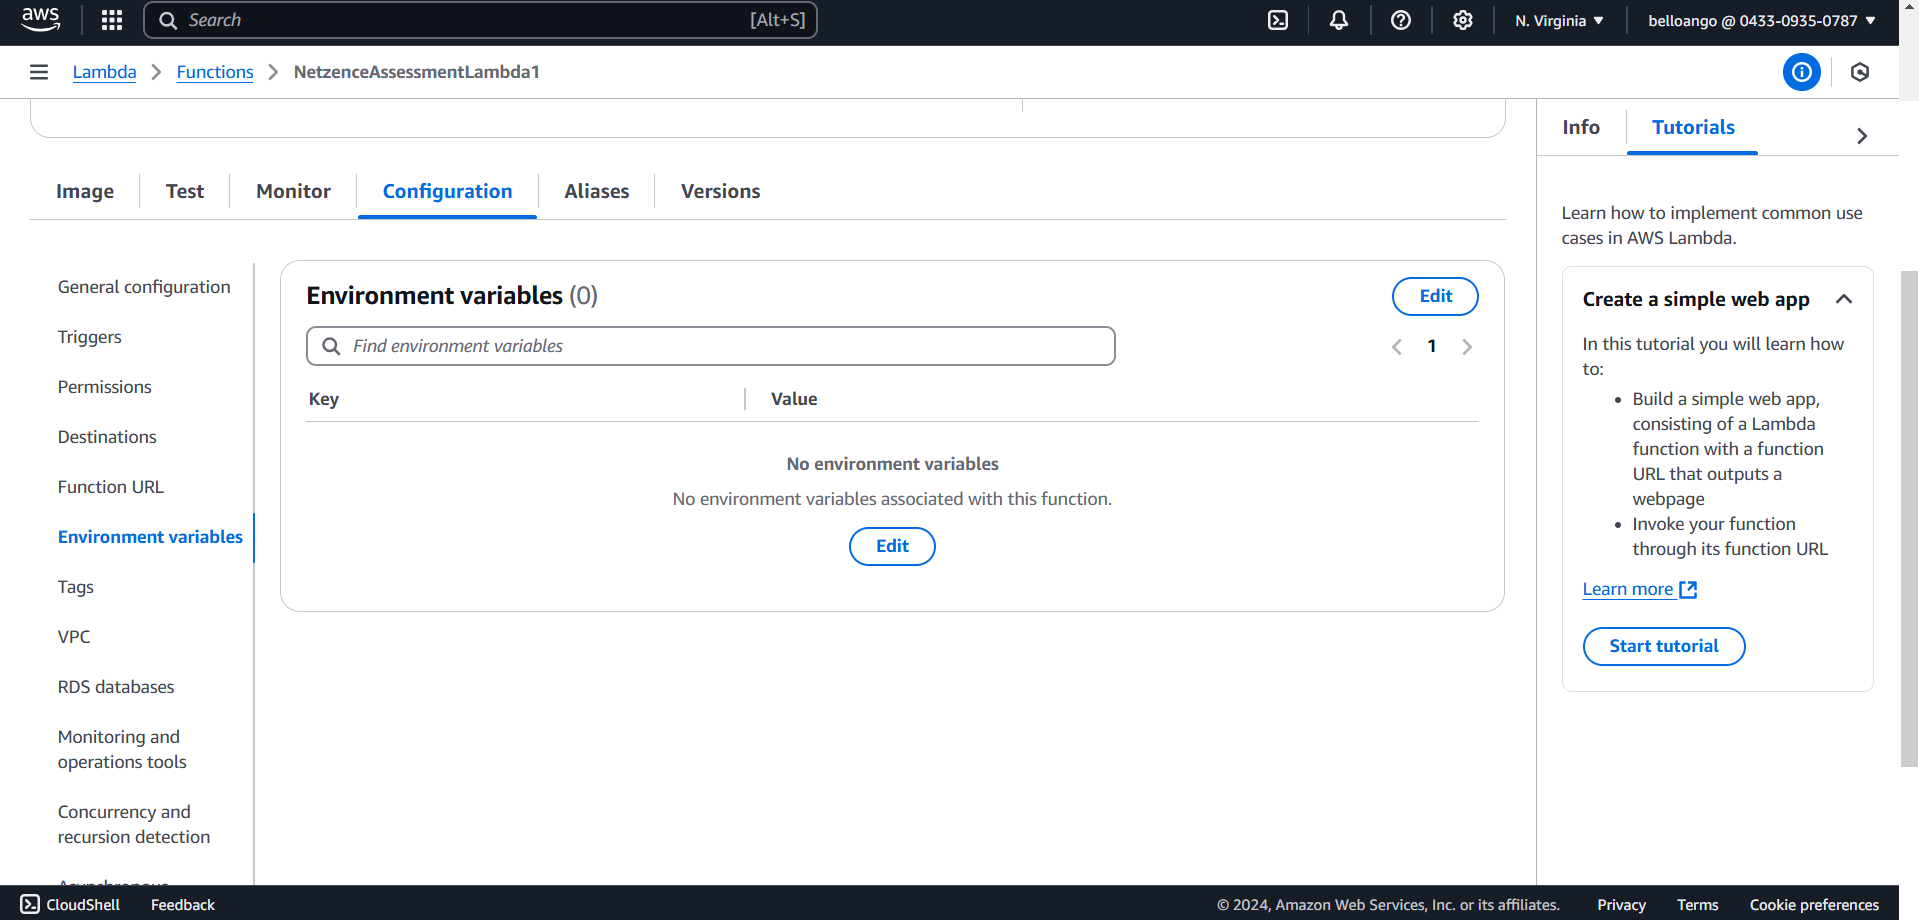 aws
Search
[Alt+S]
N. Virginia
belloango @ 0433-0935-0787
Lambda
Functions
NetzenceAssessmentLambda1
Image
Test
Monitor
Configuration
Aliases
Versions
General configuration
Triggers
Permissions
Destinations
Function URL
Environment variables
Tags
VPC
RDS databases
Monitoring and
operations tools
Concurrency and
recursion detection
Asynchronous
Environment variables (0)
Edit
Find environment variables
1
Key
Value
No environment variables
No environment variables associated with this function.
Edit
Info
Tutorials
Learn how to implement common use
cases in AWS Lambda.
Create a simple web app
In this tutorial you will learn how
to:
• Build a simple web app,
consisting of a Lambda
function with a function
URL that outputs a
webpage
• Invoke your function
through its function URL
Learn more
Start tutorial
CloudShell
Feedback
© 2024, Amazon Web Services, Inc. or its affiliates.
Privacy
Terms
Cookie preferences